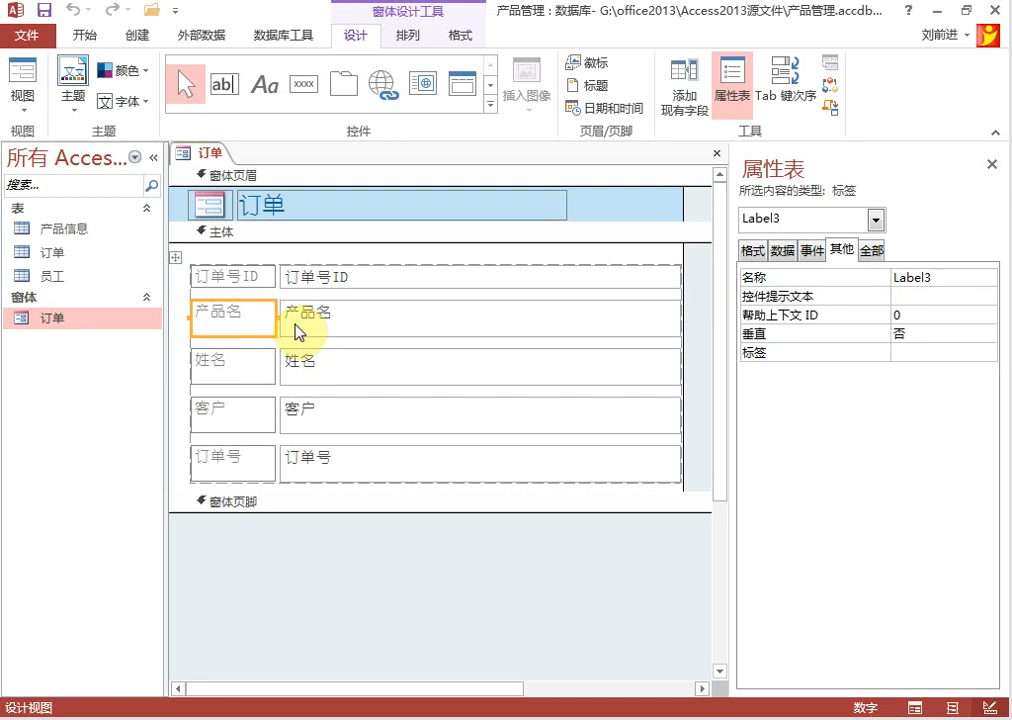 窗体设计工具
产品管理 : 数据库- G:\office2013\Access2013源文件\产品管理.accdb...
?
文件 开始 创建 外部数据 数据库工具 设计 排列 格式 刘前进
视图 主题 颜色 字体 ab| Aa xxxx 插入图像 徽标 标题 日期和时间 添加现有字段 属性表 Tab 键次序
视图 主题 控件 页眉/页脚 工具
所有 Access... «
搜索...
表
产品信息
订单
员工
窗体
订单
订单
窗体页眉
订单
主体
订单号ID 订单号ID
产品名 产品名
姓名 姓名
客户 客户
订单号 订单号
窗体页脚
属性表
所选内容的类型: 标签
Label3
格式 数据 事件 其他 全部
名称 Label3
控件提示文本
帮助上下文 ID 0
垂直 否
标签
设计视图 数字